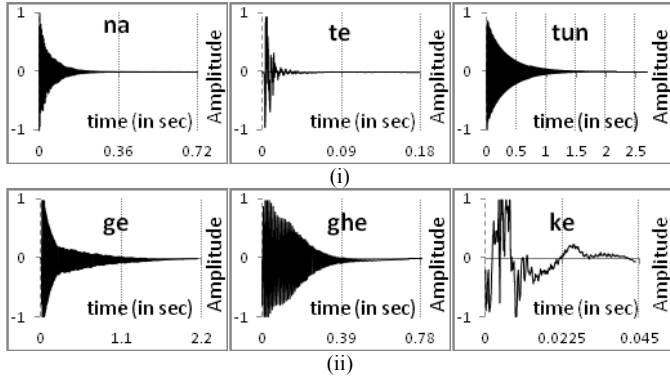 na
1
0
-1
Amplitude
time (in sec)
0 0.36 0.72
te
1
0
-1
Amplitude
time (in sec)
0 0.09 0.18
tun
1
0
-1
Amplitude
time (in sec)
0 0.5 1 1.5 2 2.5
(i)
ge
1
0
-1
Amplitude
time (in sec)
0 1.1 2.2
ghe
1
0
-1
Amplitude
time (in sec)
0 0.39 0.78
ke
1
0
-1
Amplitude
time (in sec)
0 0.0225 0.045
(ii)